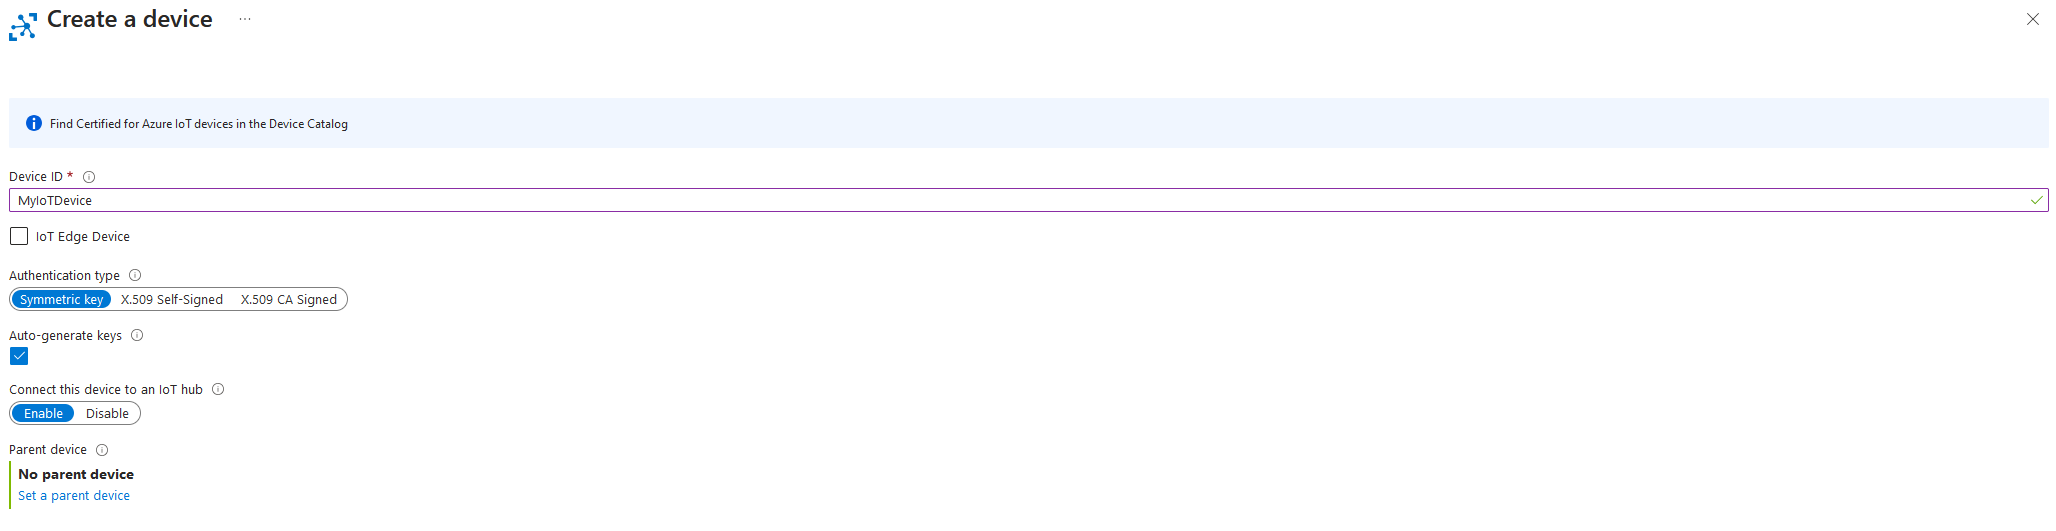 Create a device ...
Find Certified for Azure IoT devices in the Device Catalog
Device ID *
MyIoTDevice
IoT Edge Device
Authentication type
Symmetric key X.509 Self-Signed X.509 CA Signed
Auto-generate keys
Connect this device to an IoT hub
Enable Disable
Parent device
No parent device
Set a parent device